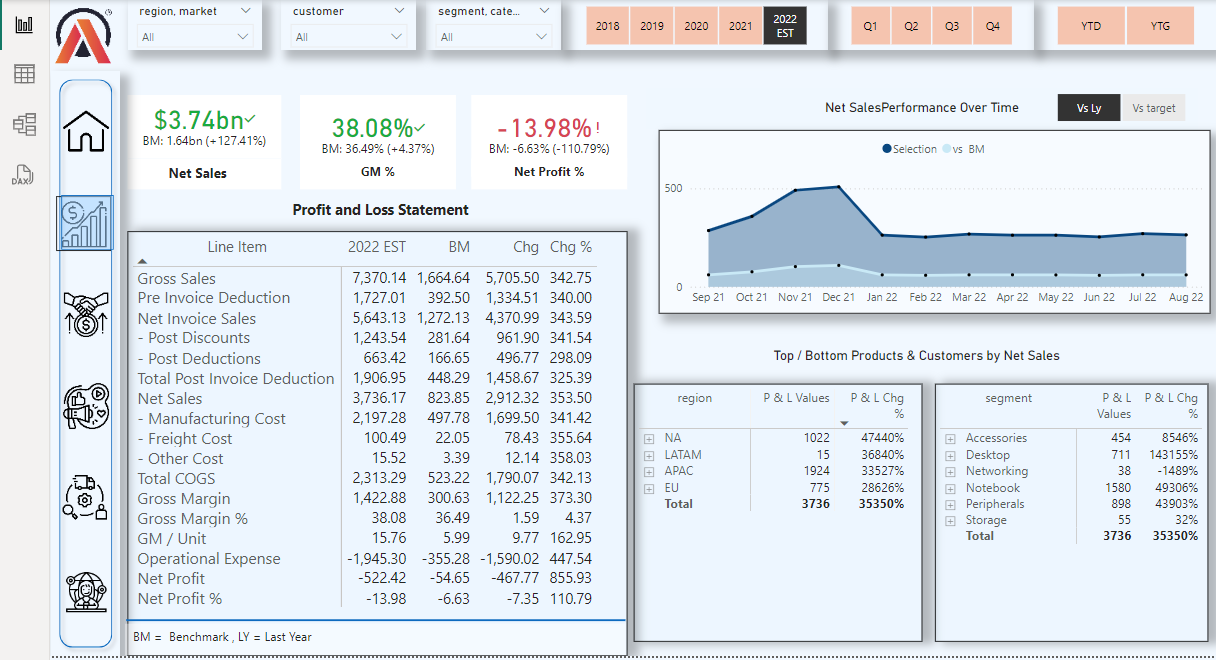 region, market
All
customer
All
segment, cate...
All
2018 2019 2020 2021 2022 EST
Q1 Q2 Q3 Q4
YTD YTG
DAX
$3.74bn
BM: 1.64bn (+127.41%)
Net Sales
38.08%
BM: 36.49% (+4.37%)
GM %
-13.98%!
BM: -6.63% (-110.79%)
Net Profit %
Net SalesPerformance Over Time
Vs Ly Vs target
Selection vs BM
500
0
Sep 21 Oct 21 Nov 21 Dec 21 Jan 22 Feb 22 Mar 22 Apr 22 May 22 Jun 22 Jul 22 Aug 22
Profit and Loss Statement
Line Item 2022 EST BM Chg Chg %
Gross Sales 7,370.14 1,664.64 5,705.50 342.75
Pre Invoice Deduction 1,727.01 392.50 1,334.51 340.00
Net Invoice Sales 5,643.13 1,272.13 4,370.99 343.59
- Post Discounts 1,243.54 281.64 961.90 341.54
- Post Deductions 663.42 166.65 496.77 298.09
Total Post Invoice Deduction 1,906.95 448.29 1,458.67 325.39
Net Sales 3,736.17 823.85 2,912.32 353.50
- Manufacturing Cost 2,197.28 497.78 1,699.50 341.42
- Freight Cost 100.49 22.05 78.43 355.64
- Other Cost 15.52 3.39 12.14 358.03
Total COGS 2,313.29 523.22 1,790.07 342.13
Gross Margin 1,422.88 300.63 1,122.25 373.30
Gross Margin % 38.08 36.49 1.59 4.37
GM / Unit 15.76 5.99 9.77 162.95
Operational Expense -1,945.30 -355.28 -1,590.02 447.54
Net Profit -522.42 -54.65 -467.77 855.93
Net Profit % -13.98 -6.63 -7.35 110.79
BM = Benchmark , LY = Last Year
Top / Bottom Products & Customers by Net Sales
region P & L Values P & L Chg %
NA 1022 47440%
LATAM 15 36840%
APAC 1924 33527%
EU 775 28626%
Total 3736 35350%
segment P & L Values P & L Chg %
Accessories 454 8546%
Desktop 711 143155%
Networking 38 -1489%
Notebook 1580 49306%
Peripherals 898 43903%
Storage 55 32%
Total 3736 35350%